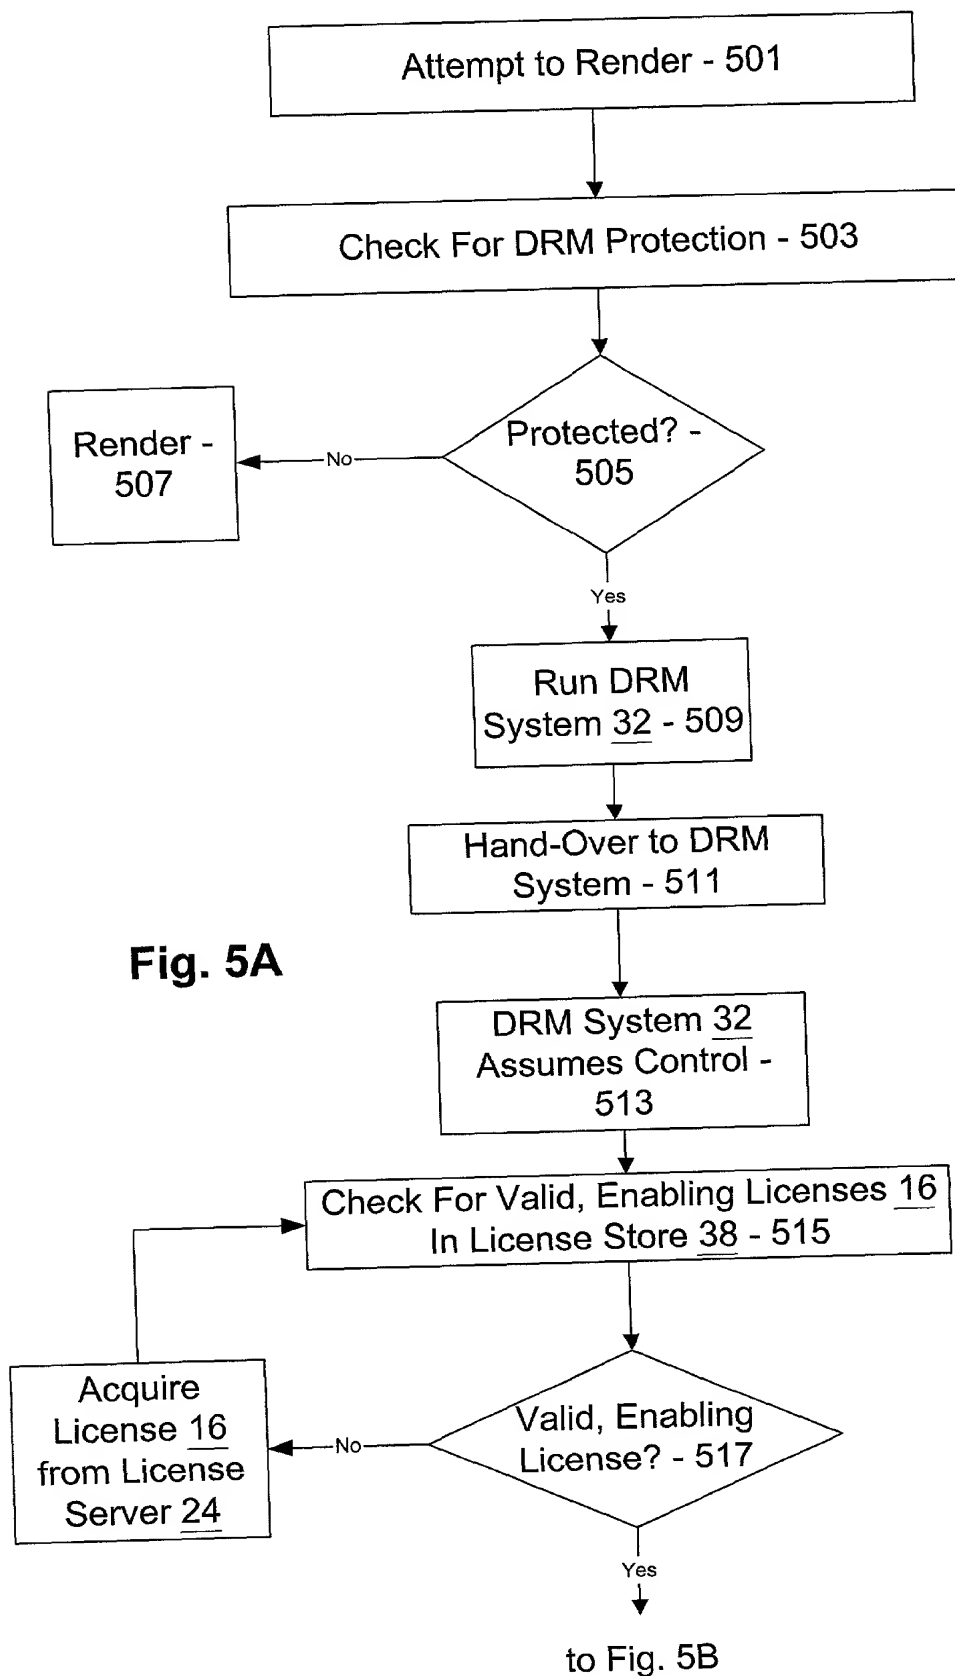 Attempt to Render - 501
Check For DRM Protection - 503
Protected? -
505
No
Render -
507
Yes
Run DRM
System 32 - 509
Hand-Over to DRM
System - 511
Fig. 5A
DRM System 32
Assumes Control -
513
Check For Valid, Enabling Licenses 16
In License Store 38 - 515
Valid, Enabling
License? - 517
No
Acquire
License 16
from License
Server 24
Yes
to Fig. 5B